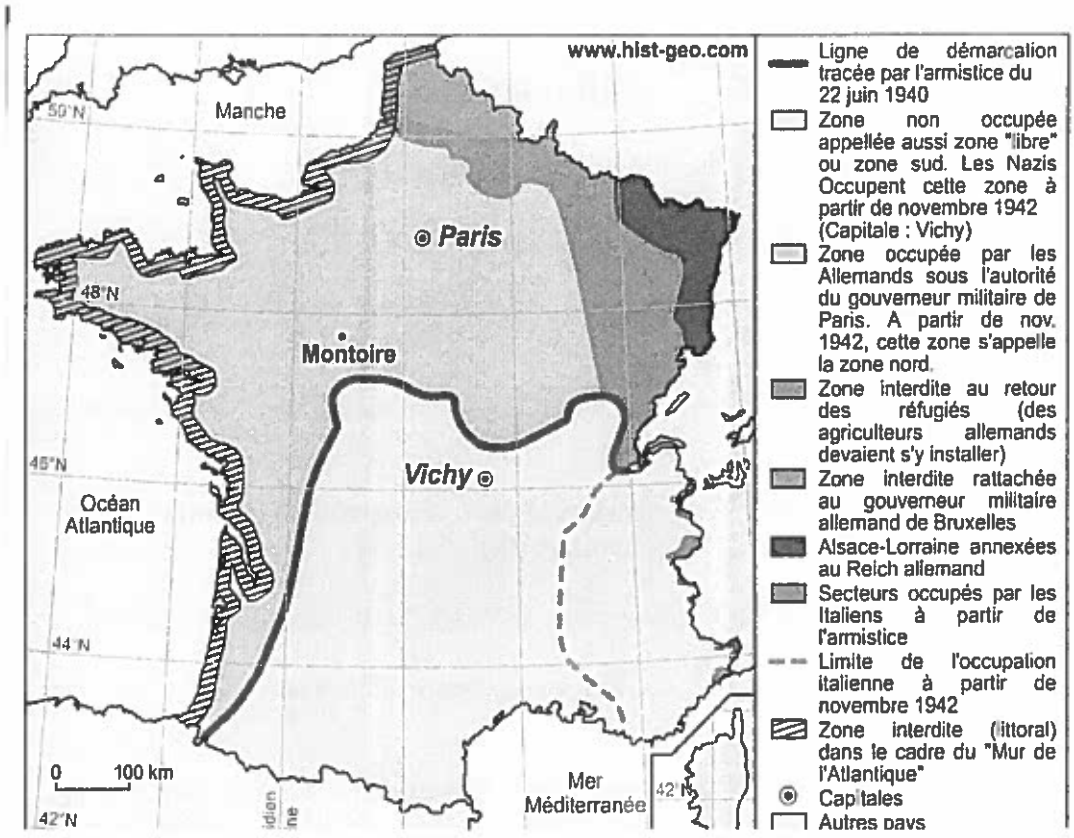 www.hist-geo.com
Manche
50°N
Paris
48°N
Montoire
Vichy
46°N
Océan
Atlantique
44°N
0 100 km
Mer
Méditerranée
42°N
42°N
idien
ne
Ligne de démarcation
tracée par l'armistice du
22 juin 1940
Zone non occupée
appellée aussi zone "libre"
ou zone sud. Les Nazis
Occupent cette zone à
partir de novembre 1942
(Capitale : Vichy)
Zone occupée par les
Allemands sous l'autorité
du gouverneur militaire de
Paris. A partir de nov.
1942, cette zone s'appelle
la zone nord.
Zone interdite au retour
des réfugiés (des
agriculteurs allemands
devaient s'y installer)
Zone interdite rattachée
au gouverneur militaire
allemand de Bruxelles
Alsace-Lorraine annexées
au Reich allemand
Secteurs occupés par les
Italiens à partir de
l'armistice
Limite de l'occupation
italienne à partir de
novembre 1942
Zone interdite (littoral)
dans le cadre du "Mur de
l'Atlantique"
Capitales
Autres pays